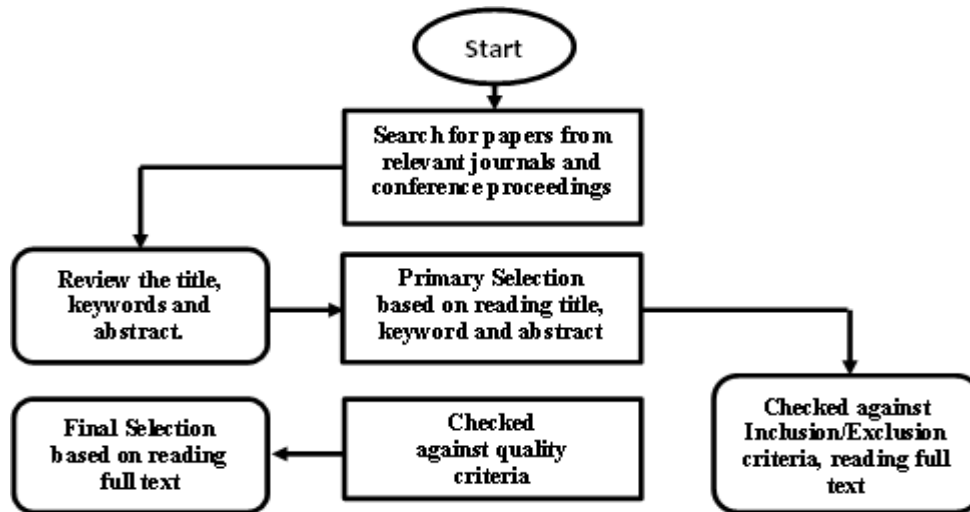 Start
Search for papers from
relevant journals and
conference proceedings
Review the title,
keywords and
abstract.
Primary Selection
based on reading title,
keyword and abstract
Checked against
Inclusion/Exclusion
criteria, reading full
text
Checked
against quality
criteria
Final Selection
based on reading
full text